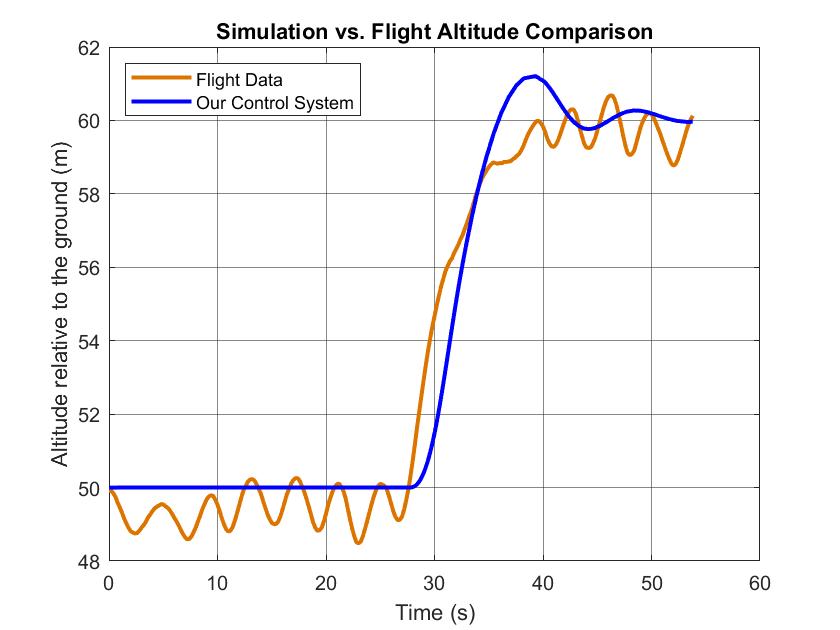 Simulation vs. Flight Altitude Comparison
Flight Data
Our Control System
Altitude relative to the ground (m)
62
60
58
56
54
52
50
48
0 10 20 30 40 50 60
Time (s)